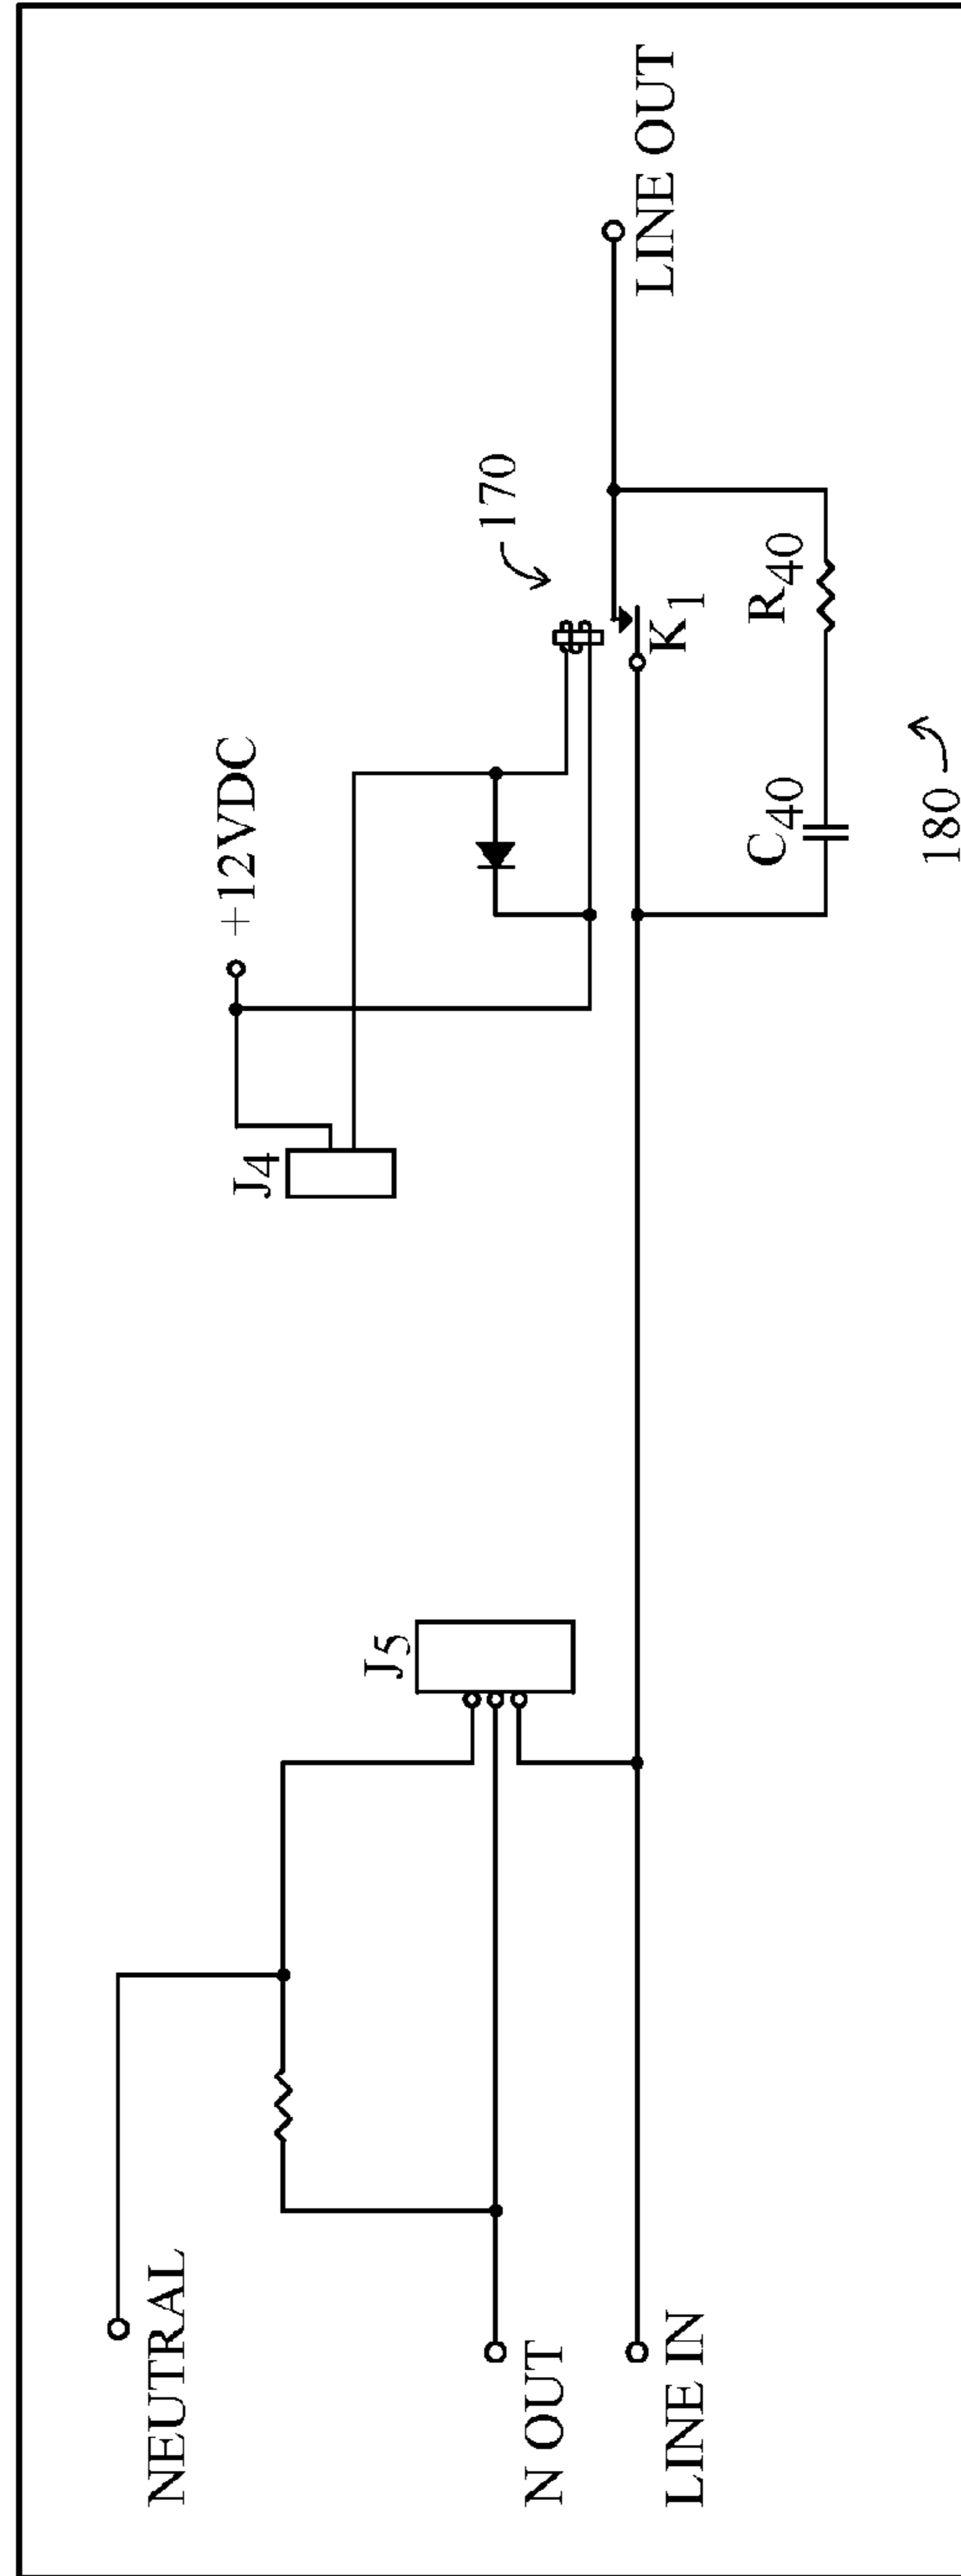 NEUTRAL
N OUT
LINE IN
J5
J4
+12VDC
170
K1
LINE OUT
C40
R40
180